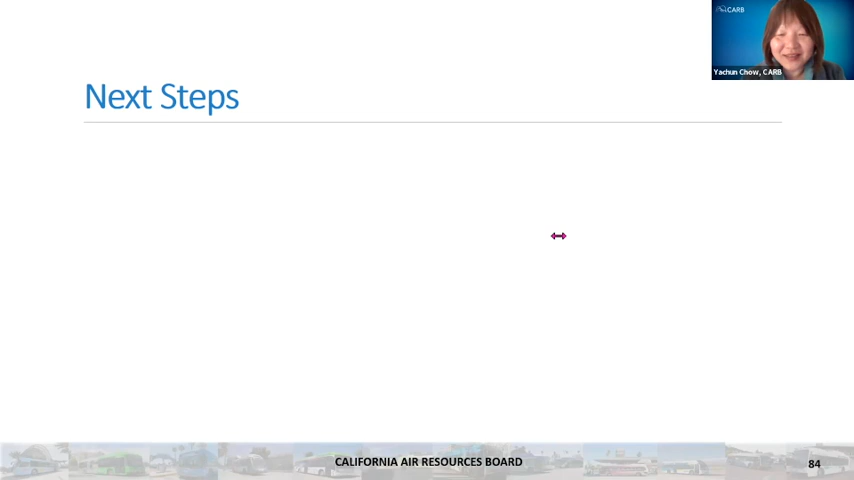 CARB
Yachun Chow, CARB
Next Steps
CALIFORNIA AIR RESOURCES BOARD
84